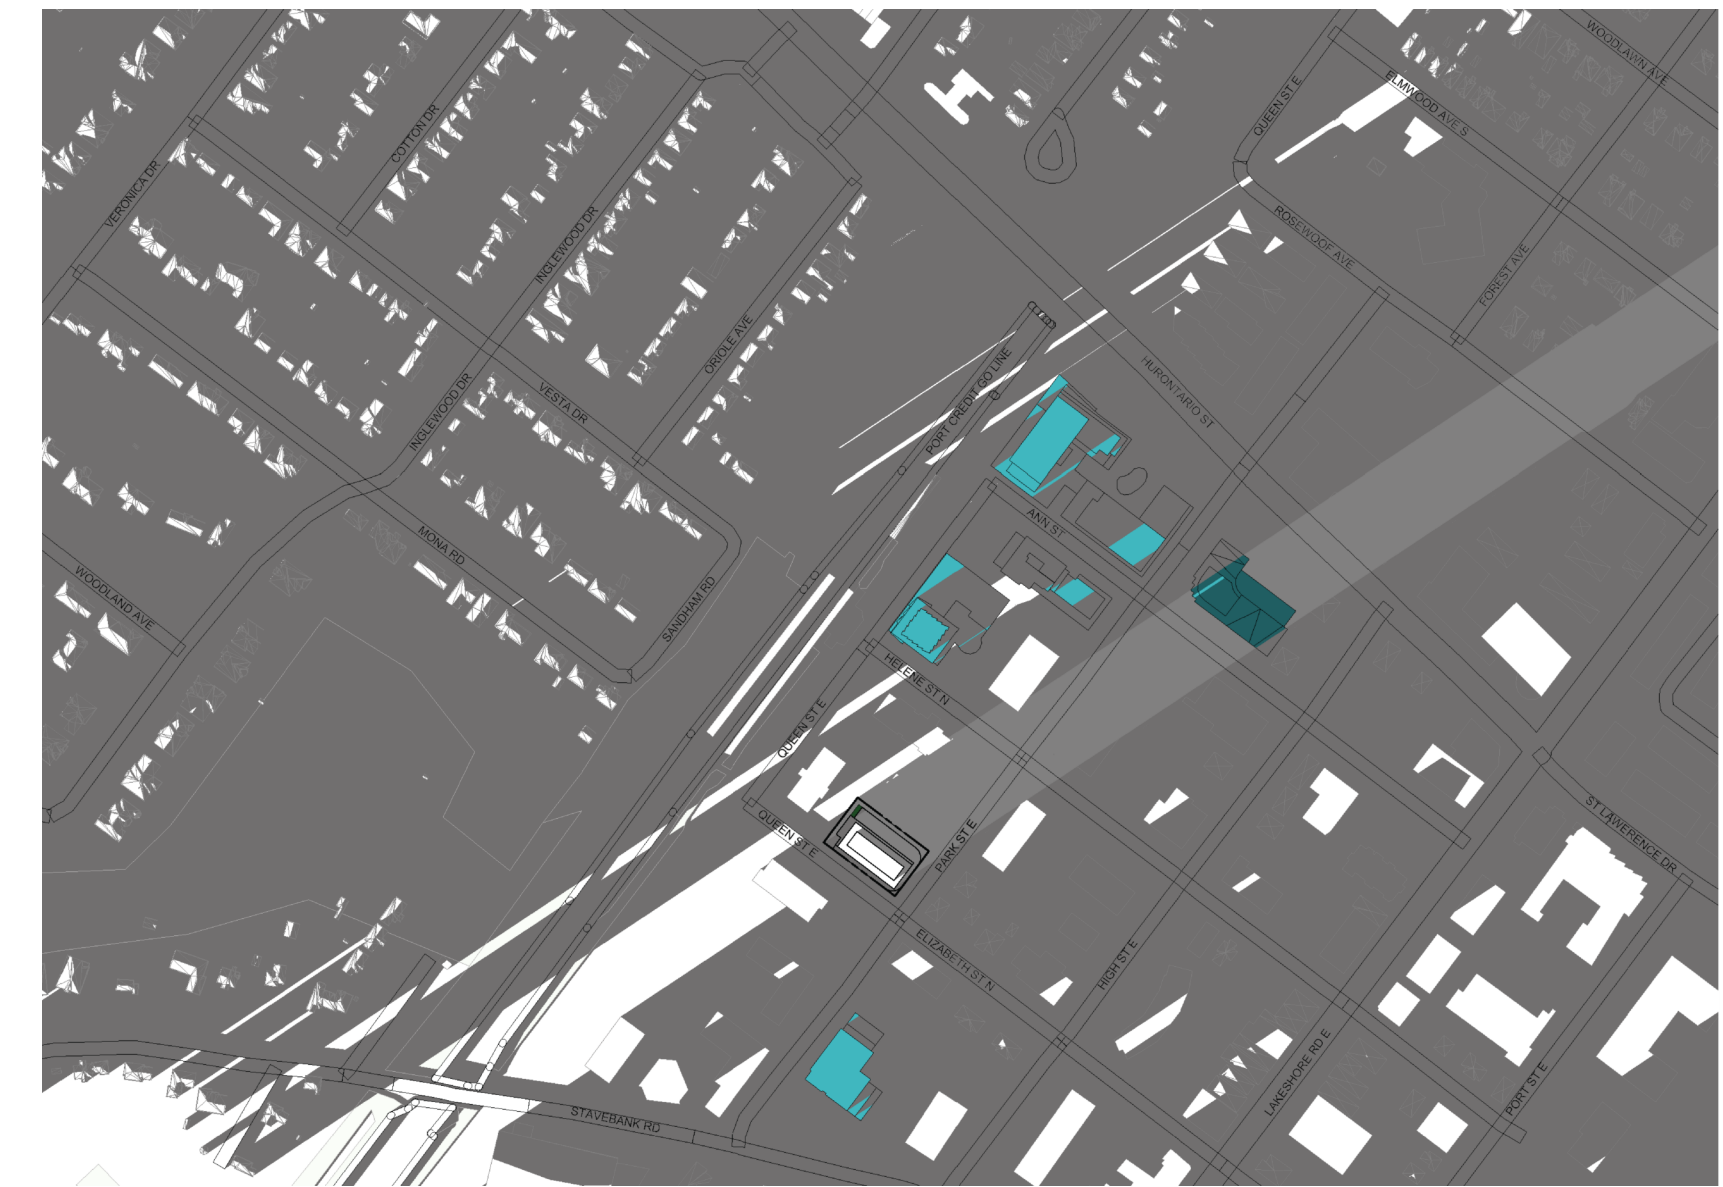 WOODLAWN AVE
ELMWOOD AVE S
QUEEN ST E
COTTON DR
VERONICA DR
INGLEWOOD DR
ROSEWOOF AVE
FOREST AVE
ORIOLE AVE
HURONTARIO ST
PORT CREDIT GO LINE
VESTA DR
INGLEWOOD DR
ANN ST
MONA RD
WOODLAND AVE
SANDHAM RD
HELENE ST N
QUEEN ST E
QUEEN ST E
PARK ST E
ST LAWERENCE DR
ELIZABETH ST N
HIGH ST E
LAKESHORE RD E
PORT ST E
STAVEBANK RD